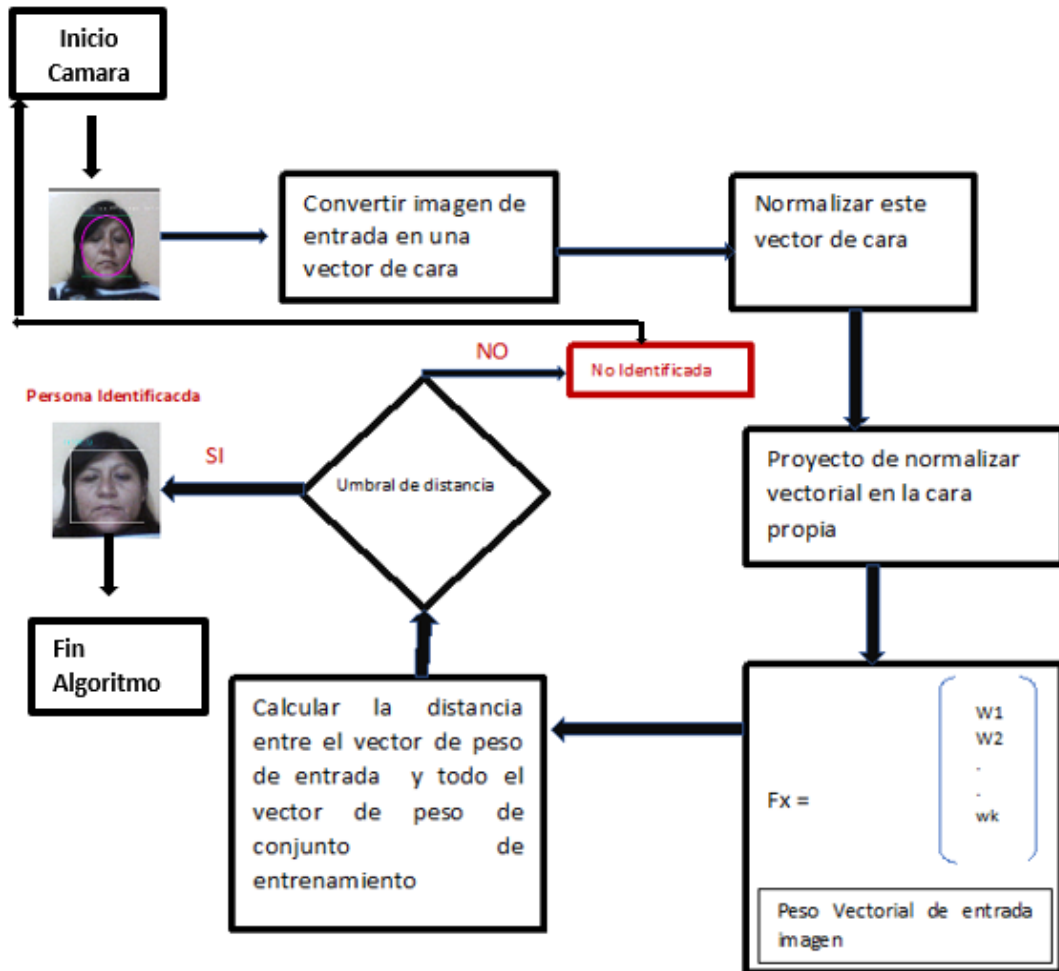 Inicio
Camara
Convertir imagen de
entrada en una
vector de cara
Normalizar este
vector de cara
NO
No Identificada
Persona Identificacda
SI
Umbral de distancia
Proyecto de normalizar
vectorial en la cara
propia
Fin
Algoritmo
Calcular la distancia
entre el vector de peso
de entrada y todo el
vector de peso de
conjunto de
entrenamiento
Fx =
W1
W2
.
.
wk
Peso Vectorial de entrada
imagen